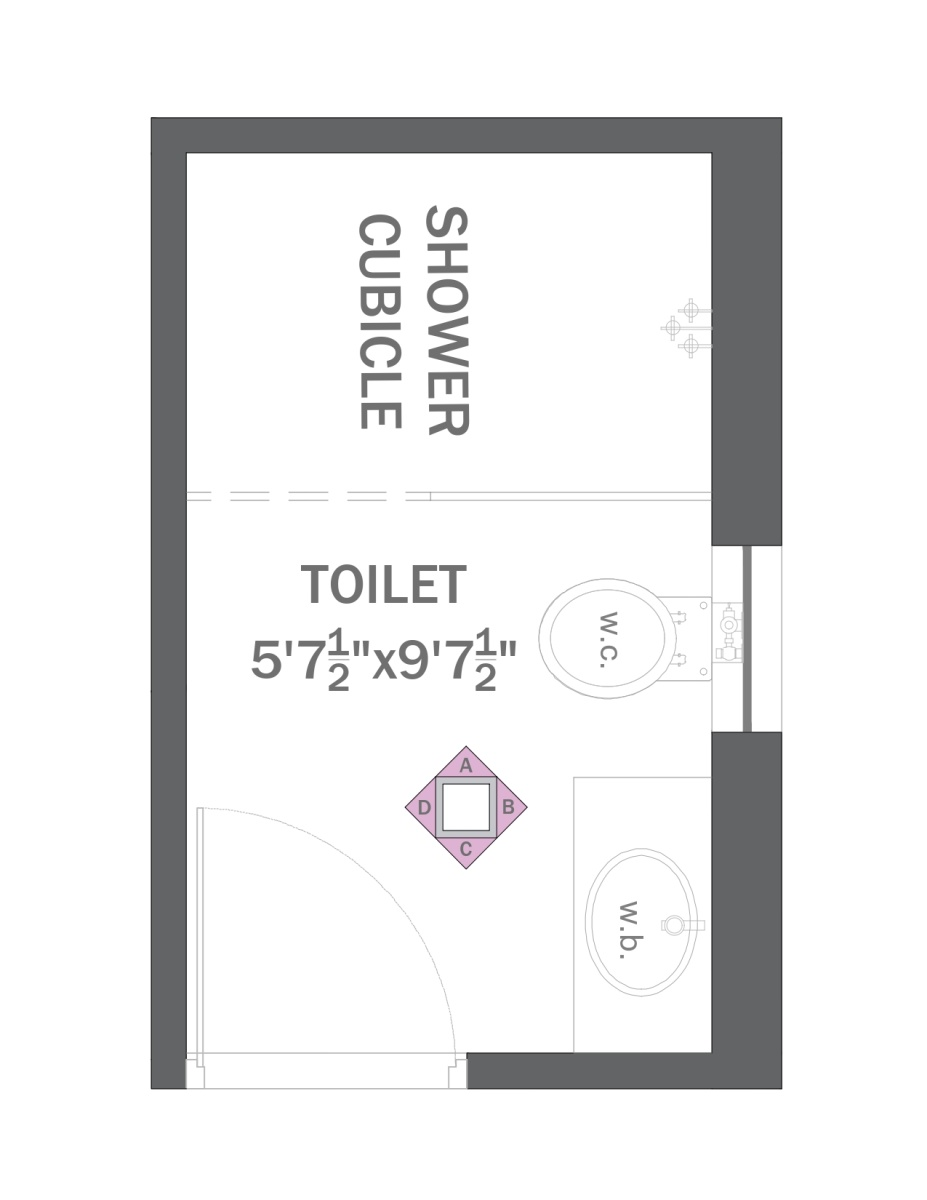 SHOWER
CUBICLE
TOILET
5'7½"x9'7½"
w.c.
A
D B
C
w.b.